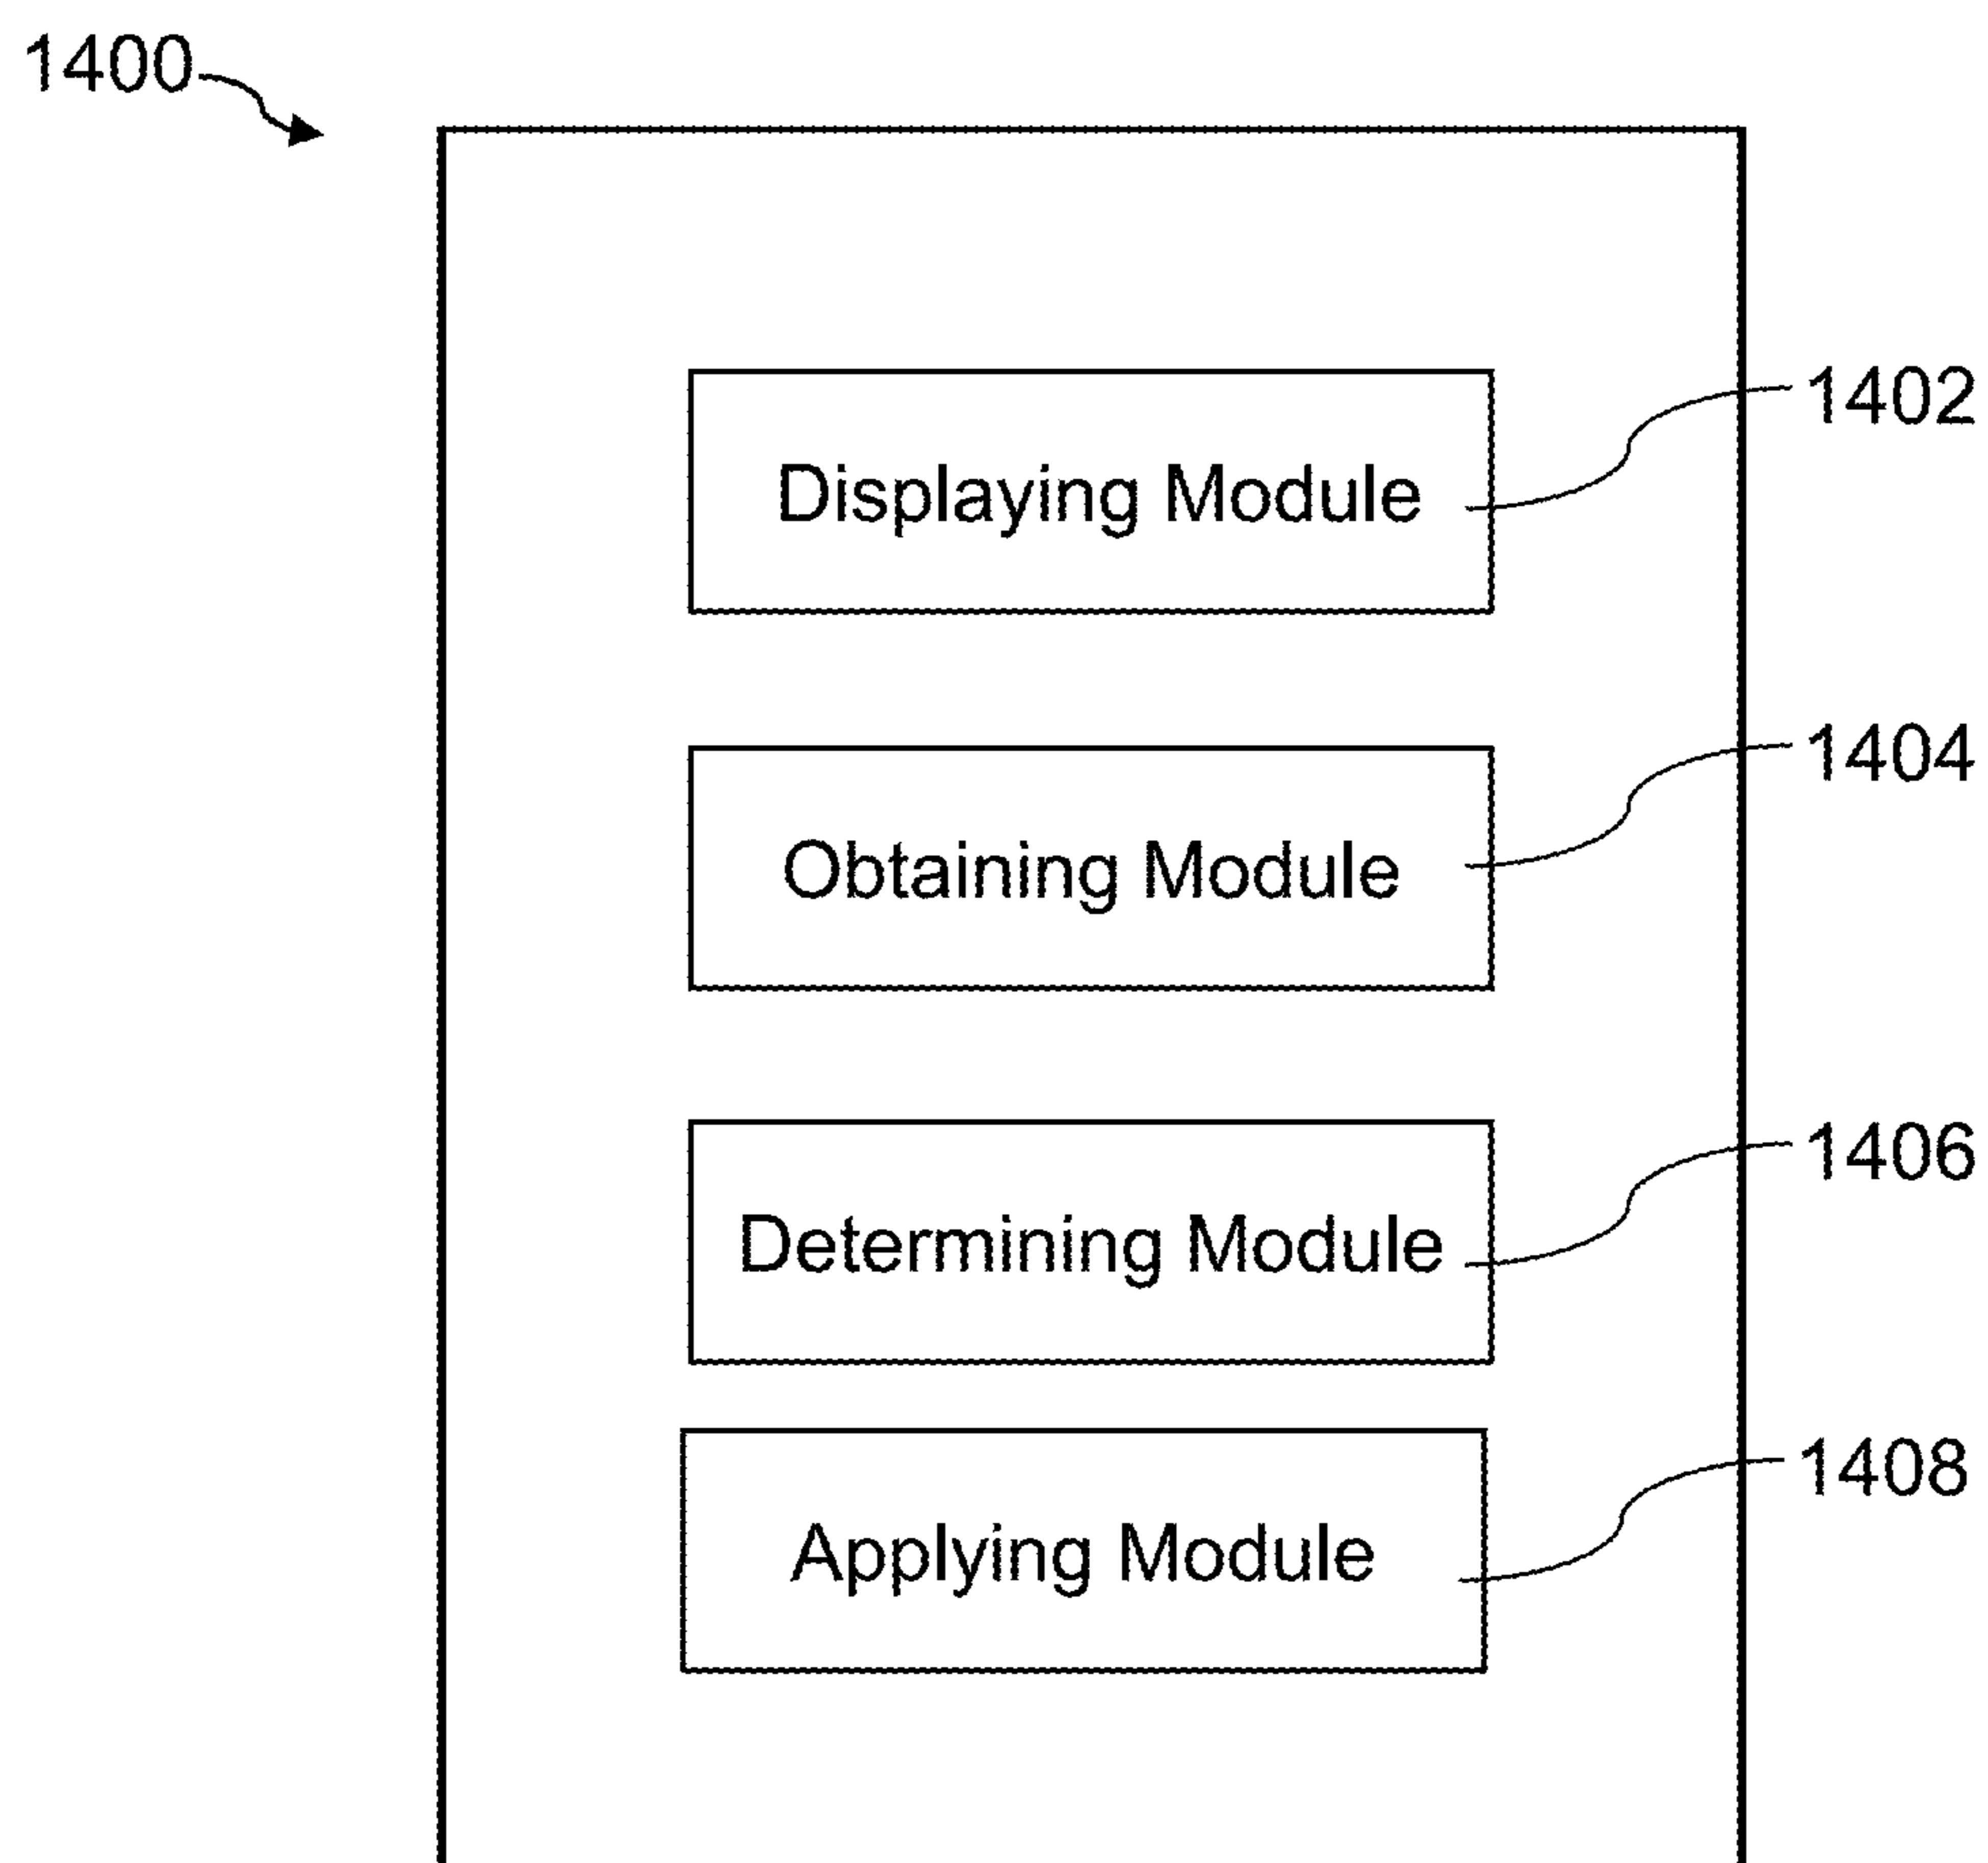 1400
Displaying Module
1402
Obtaining Module
1404
Determining Module
1406
Applying Module
1408